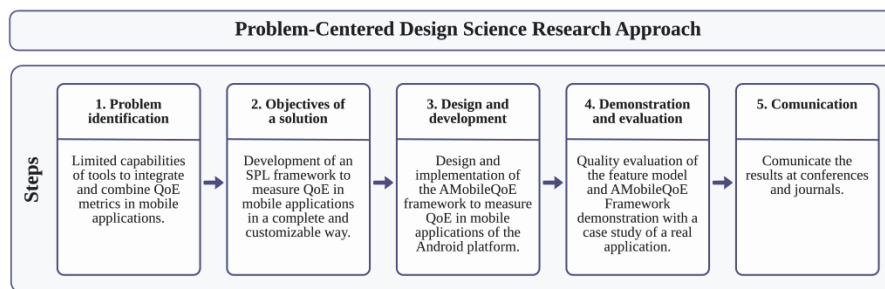 Problem-Centered Design Science Research Approach
Steps
1. Problem
identification
Limited capabilities
of tools to integrate
and combine QoE
metrics in mobile
applications.
2. Objectives of
a solution
Development of an
SPL framework to
measure QoE in
mobile applications
in a complete and
customizable way.
3. Design and
development
Design and
implementation of
the AMobileQoE
framework to measure
QoE in mobile
applications of the
Android platform.
4. Demonstration
and evaluation
Quality evaluation of
the feature model
and AMobileQoE
Framework
demonstration with a
case study of a real
application.
5. Comunication
Comunicate the
results at conferences
and journals.